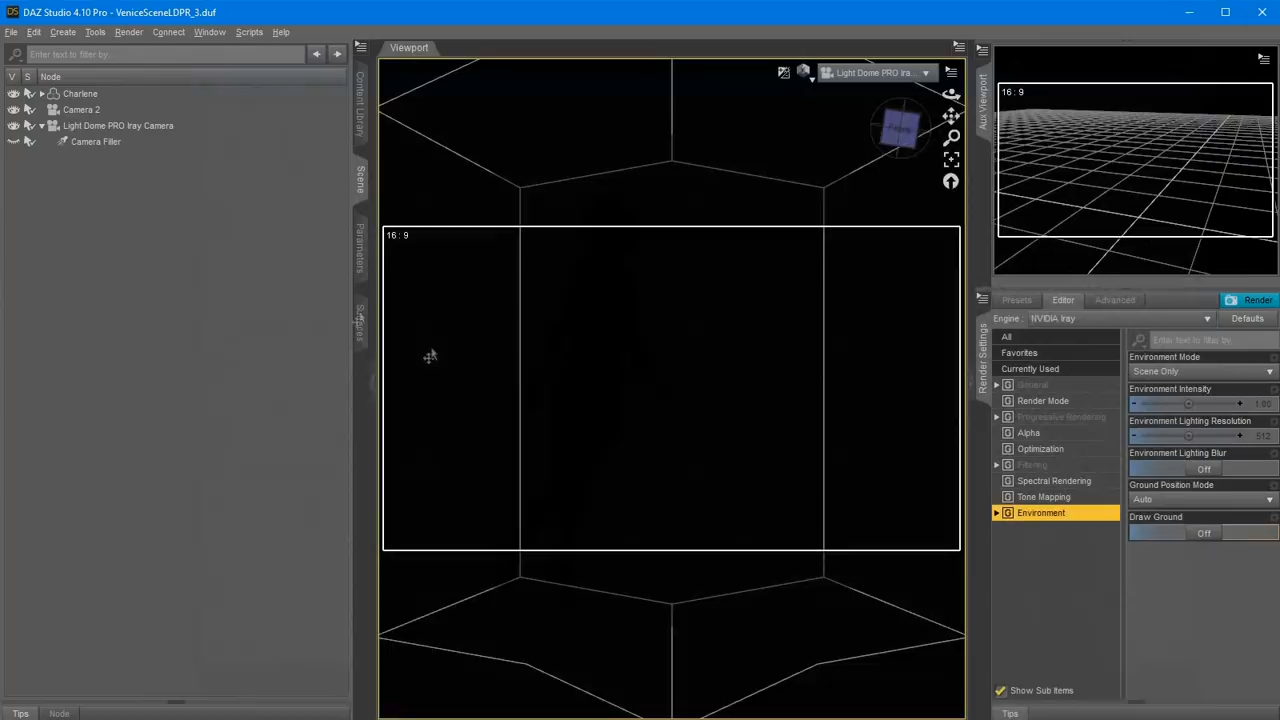 DAZ Studio 4.10 Pro - VeniceSceneLDPR_3.duf
File Edit Create Tools Render Connect Window Scripts Help
Enter text to filter by...
V S Node
Charlene
Camera 2
Light Dome PRO Iray Camera
Camera Filler
Tips Node
Content Library
Scene
Parameters
Surfaces
Viewport
Light Dome PRO Ira...
Front
16 : 9
Aux Viewport
16 : 9
Render Settings
Presets Editor Advanced Render
Engine : NVIDIA Iray Defaults
All
Favorites
Currently Used
G General
G Render Mode
G Progressive Rendering
G Alpha
G Optimization
G Filtering
G Spectral Rendering
G Tone Mapping
G Environment
Show Sub Items
Enter text to filter by...
Environment Mode
Scene Only
Environment Intensity
1.00
Environment Lighting Resolution
512
Environment Lighting Blur
Off
Ground Position Mode
Auto
Draw Ground
Off
Tips